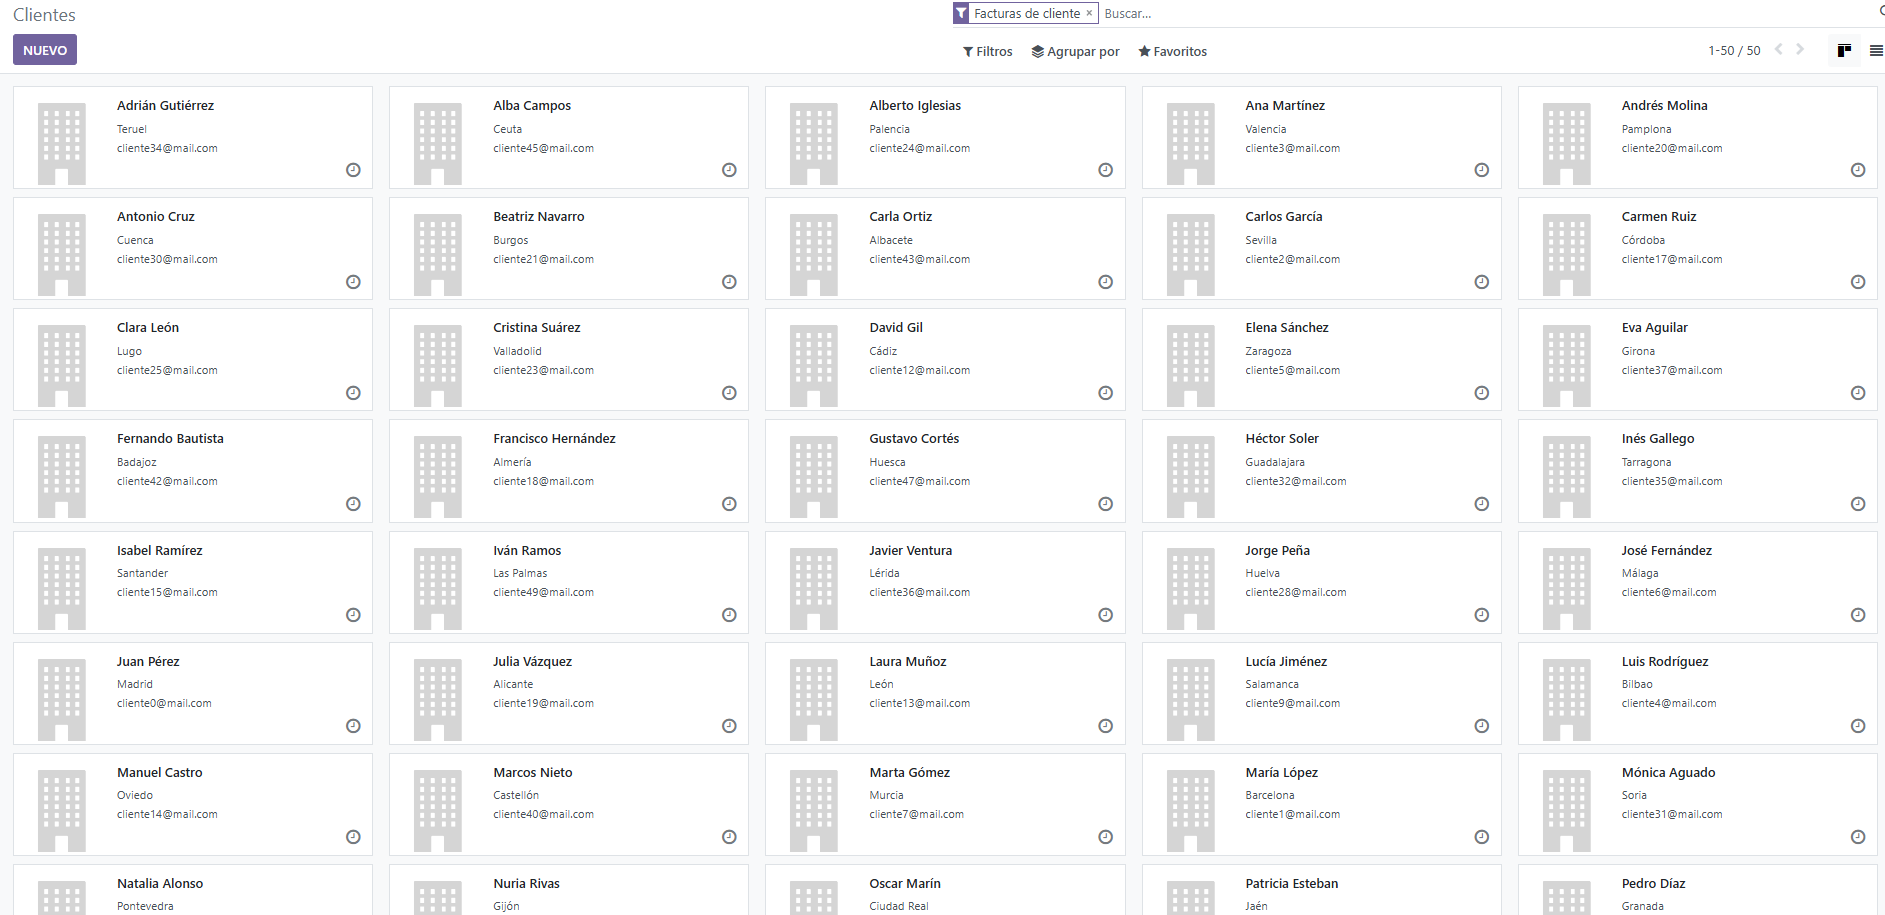 Clientes
Facturas de cliente × Buscar...
NUEVO
Filtros Agrupar por Favoritos 1-50 / 50
Adrián Gutiérrez
Teruel
cliente34@mail.com
Alba Campos
Ceuta
cliente45@mail.com
Alberto Iglesias
Palencia
cliente24@mail.com
Ana Martínez
Valencia
cliente3@mail.com
Andrés Molina
Pamplona
cliente20@mail.com
Antonio Cruz
Cuenca
cliente30@mail.com
Beatriz Navarro
Burgos
cliente21@mail.com
Carla Ortiz
Albacete
cliente43@mail.com
Carlos García
Sevilla
cliente2@mail.com
Carmen Ruiz
Córdoba
cliente17@mail.com
Clara León
Lugo
cliente25@mail.com
Cristina Suárez
Valladolid
cliente23@mail.com
David Gil
Cádiz
cliente12@mail.com
Elena Sánchez
Zaragoza
cliente5@mail.com
Eva Aguilar
Girona
cliente37@mail.com
Fernando Bautista
Badajoz
cliente42@mail.com
Francisco Hernández
Almería
cliente18@mail.com
Gustavo Cortés
Huesca
cliente47@mail.com
Héctor Soler
Guadalajara
cliente32@mail.com
Inés Gallego
Tarragona
cliente35@mail.com
Isabel Ramírez
Santander
cliente15@mail.com
Iván Ramos
Las Palmas
cliente49@mail.com
Javier Ventura
Lérida
cliente36@mail.com
Jorge Peña
Huelva
cliente28@mail.com
José Fernández
Málaga
cliente6@mail.com
Juan Pérez
Madrid
cliente0@mail.com
Julia Vázquez
Alicante
cliente19@mail.com
Laura Muñoz
León
cliente13@mail.com
Lucía Jiménez
Salamanca
cliente9@mail.com
Luis Rodríguez
Bilbao
cliente4@mail.com
Manuel Castro
Oviedo
cliente14@mail.com
Marcos Nieto
Castellón
cliente40@mail.com
Marta Gómez
Murcia
cliente7@mail.com
María López
Barcelona
cliente1@mail.com
Mónica Aguado
Soria
cliente31@mail.com
Natalia Alonso
Pontevedra
Nuria Rivas
Gijón
Oscar Marín
Ciudad Real
Patricia Esteban
Jaén
Pedro Díaz
Granada